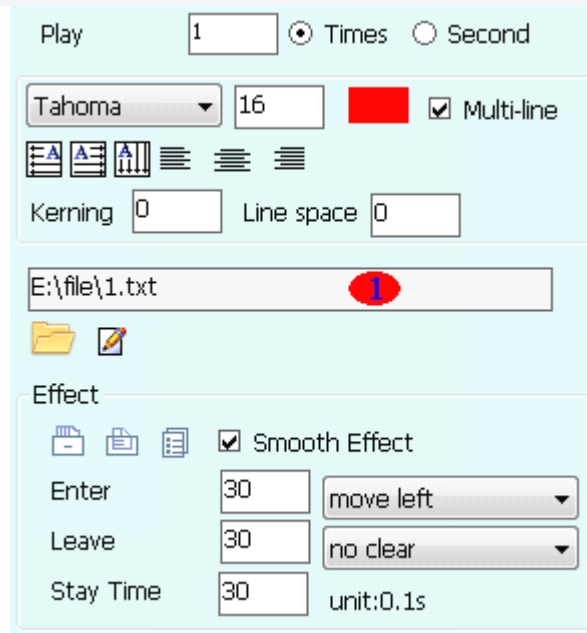 Play 1 Times Second
Tahoma 16 Multi-line
Kerning 0 Line space 0
E:\file\1.txt 1
Effect
Smooth Effect
Enter 30 move left
Leave 30 no clear
Stay Time 30 unit:0.1s